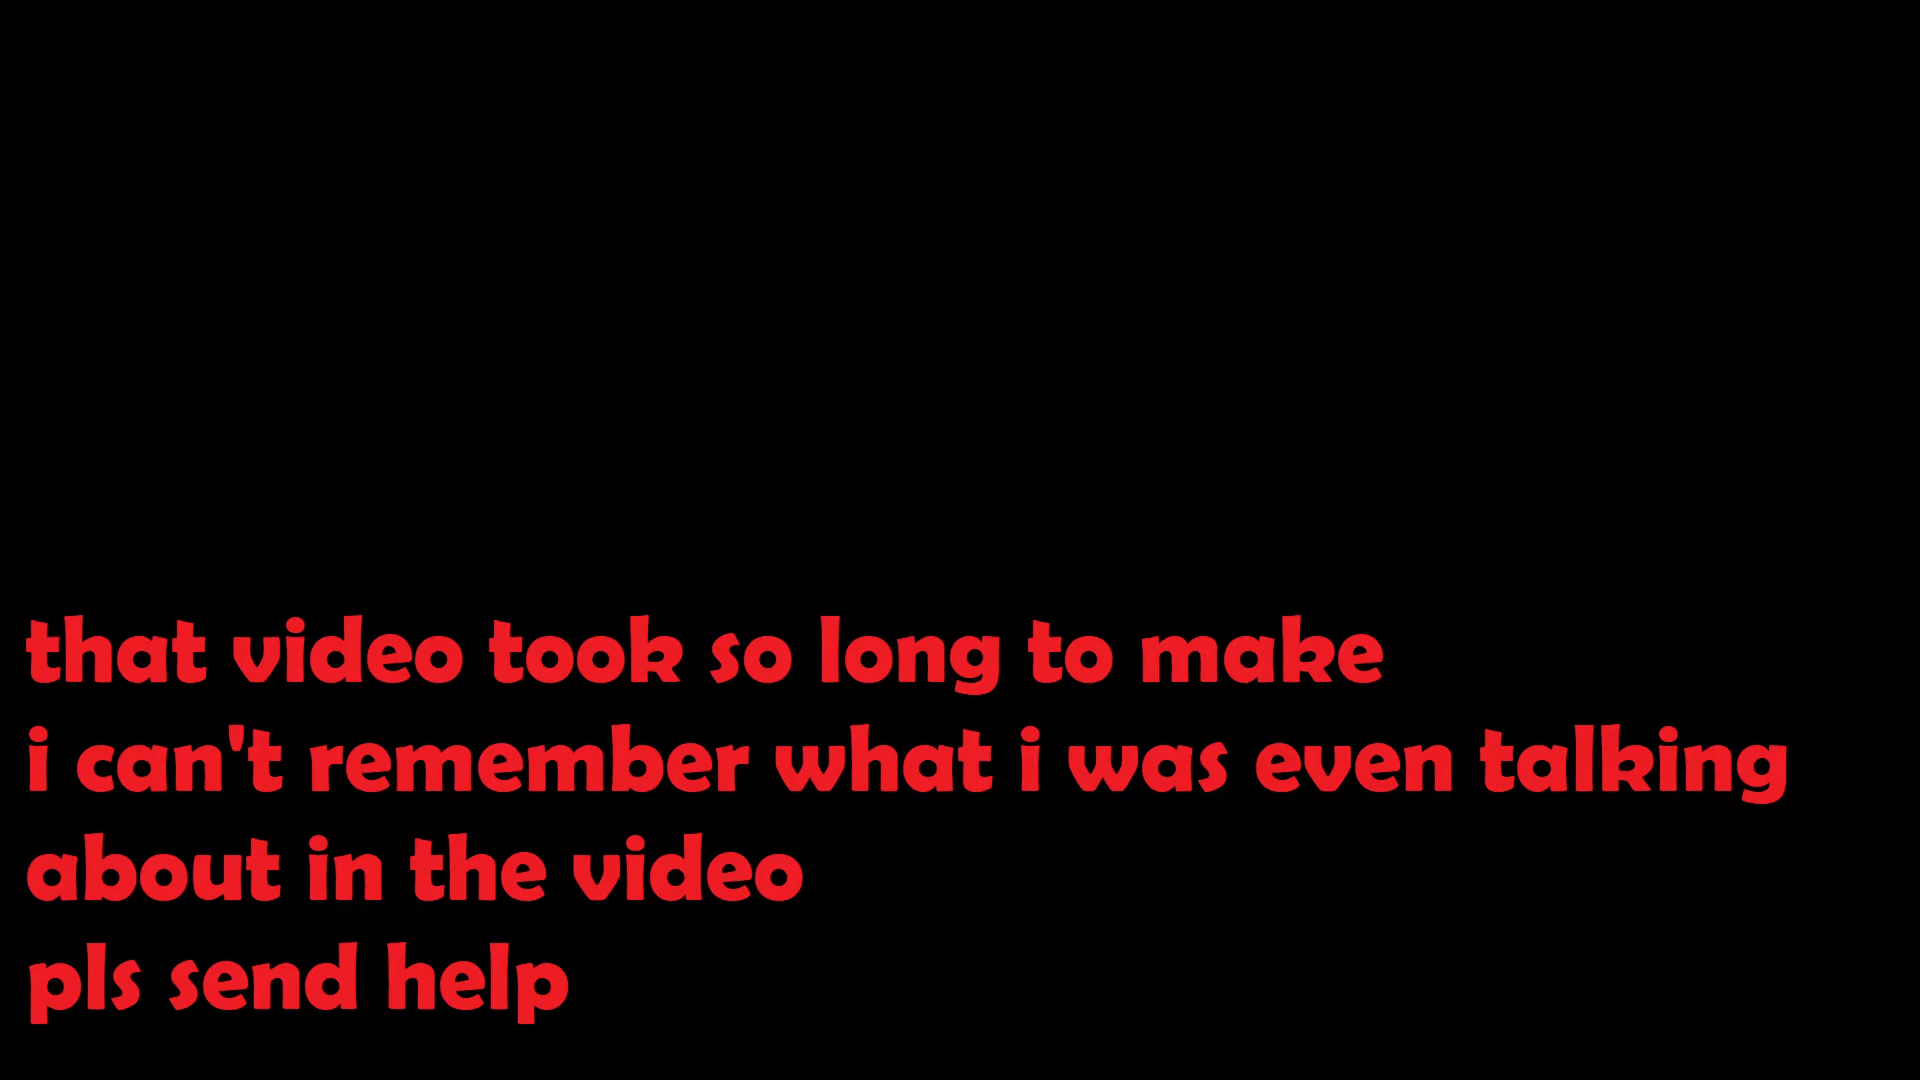 that video took so long to make
i can't remember what i was even talking
about in the video
pls send help